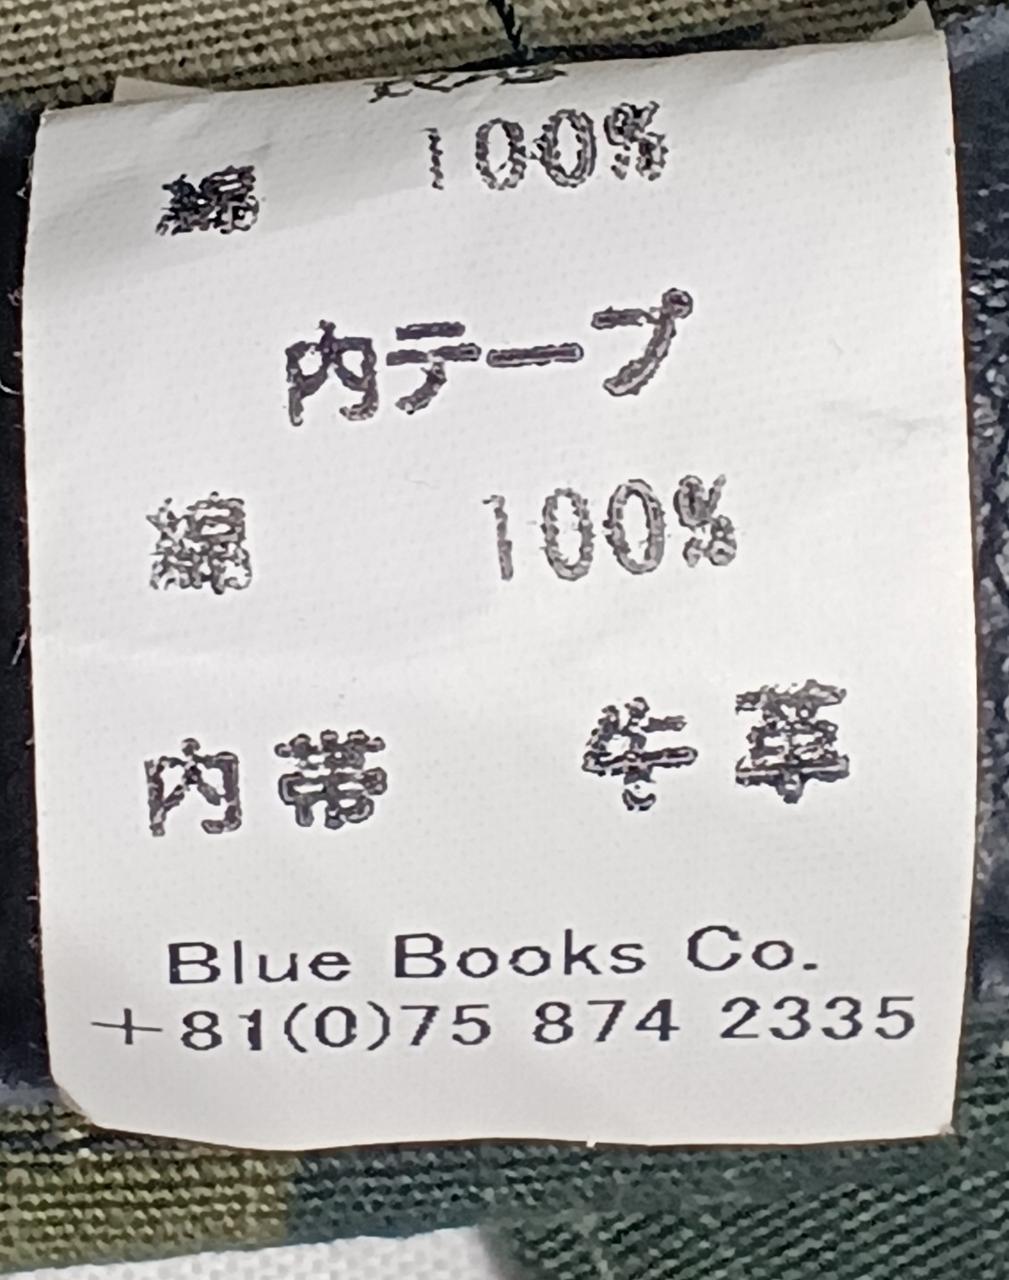 綿 100%
内テープ
綿 100%
内帯 牛革
Blue Books Co.
+81(0)75 874 2335